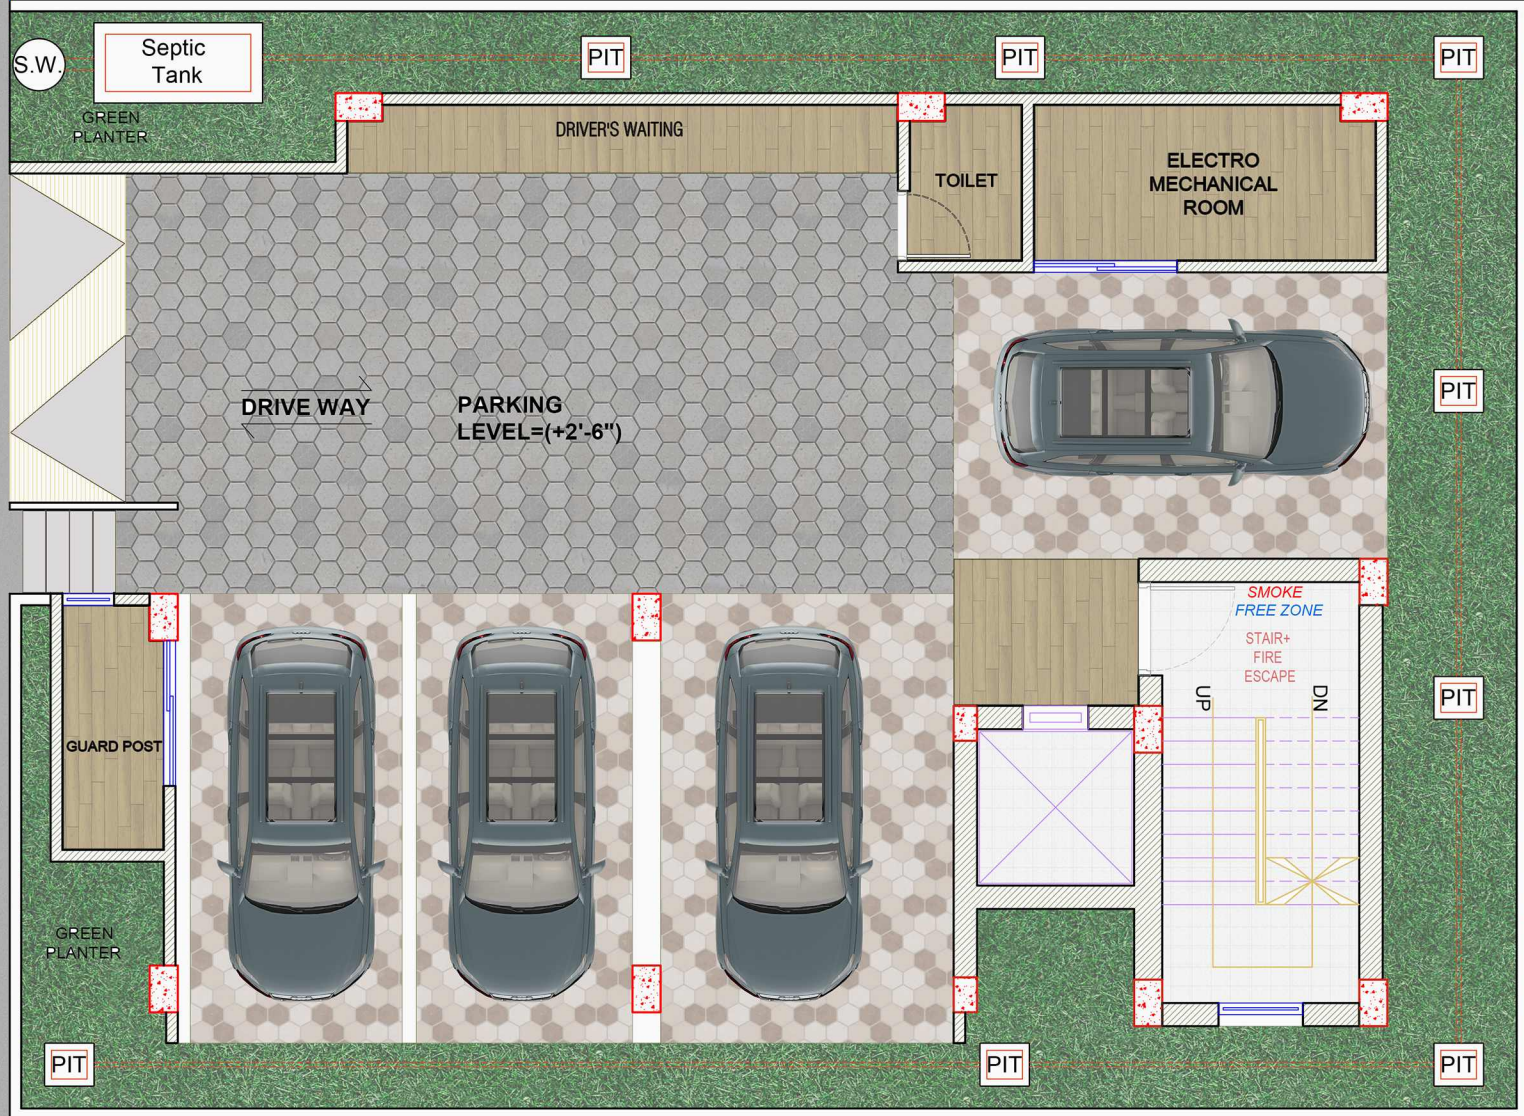 S.W.
Septic
Tank
PIT
PIT
PIT
GREEN
PLANTER
DRIVER'S WAITING
TOILET
ELECTRO
MECHANICAL
ROOM
DRIVE WAY
PARKING
LEVEL=(+2'-6")
PIT
SMOKE
FREE ZONE
STAIR+
FIRE
ESCAPE
UP
DN
PIT
GUARD POST
GREEN
PLANTER
PIT
PIT
PIT